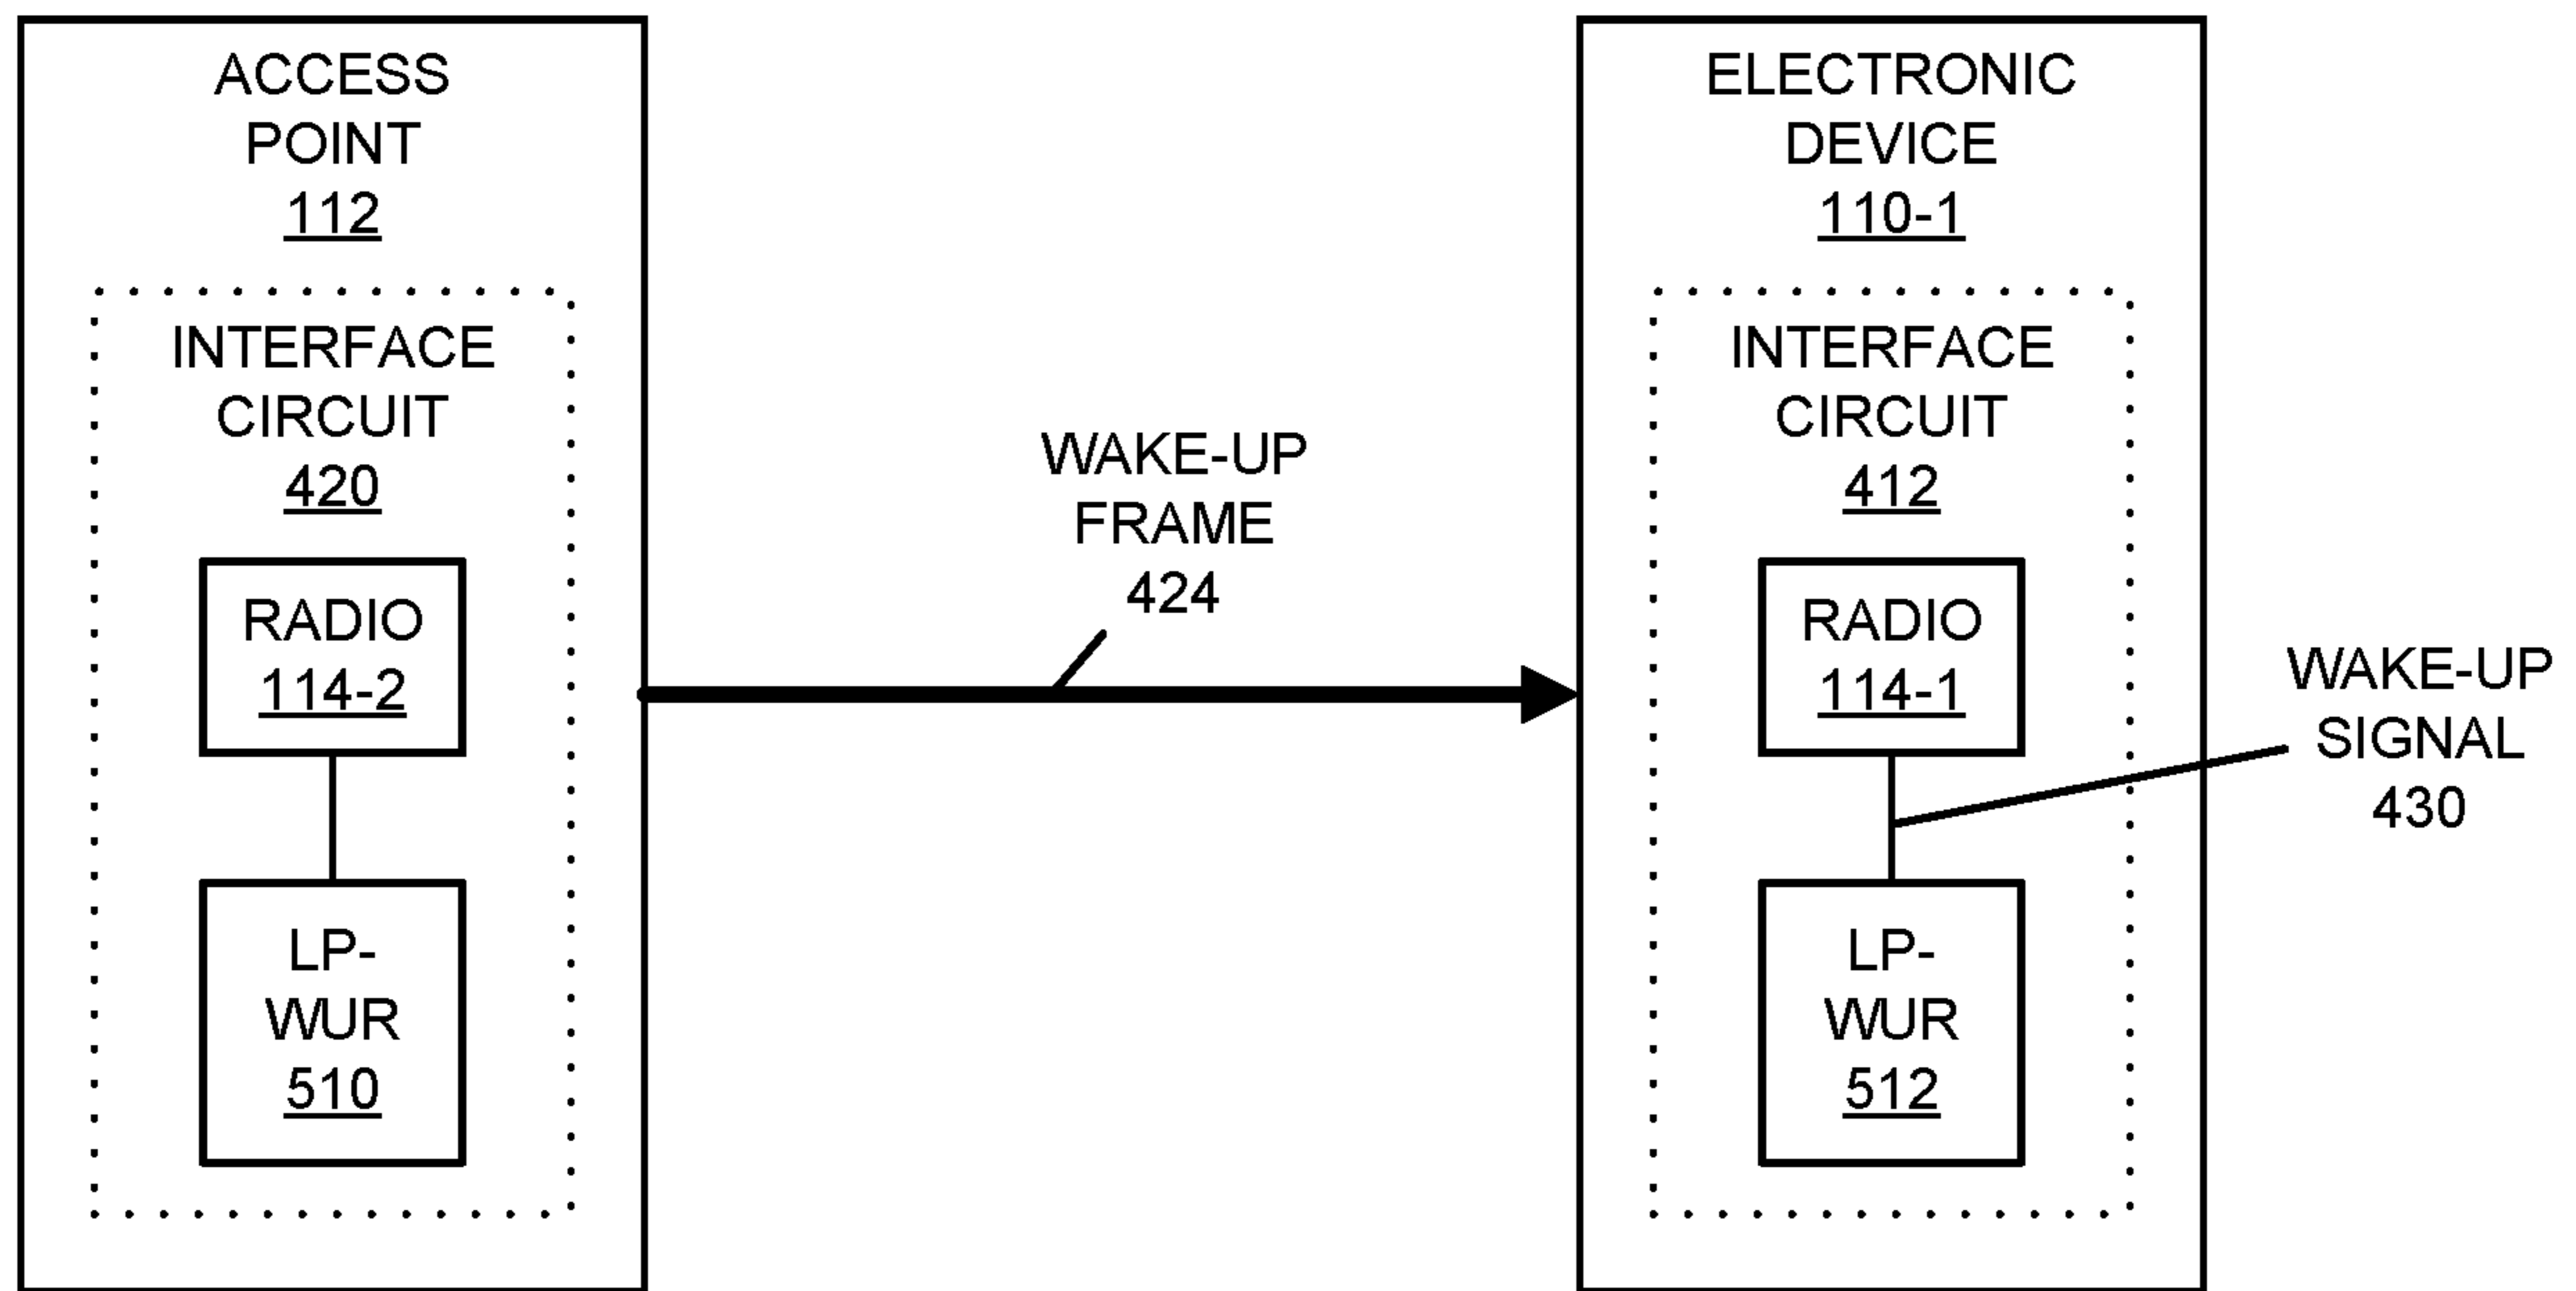 ACCESS
POINT
112
INTERFACE
CIRCUIT
420
RADIO
114-2
LP-
WUR
510
WAKE-UP
FRAME
424
ELECTRONIC
DEVICE
110-1
INTERFACE
CIRCUIT
412
RADIO
114-1
LP-
WUR
512
WAKE-UP
SIGNAL
430